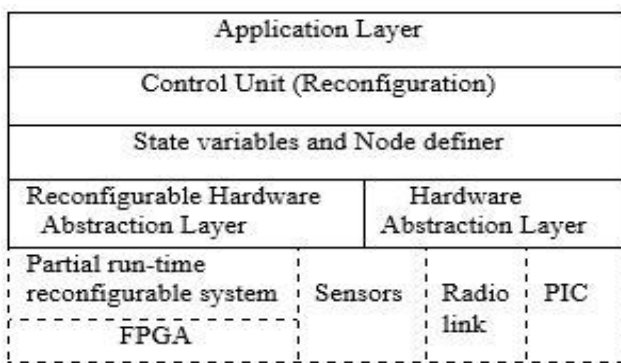 Application Layer
Control Unit (Reconfiguration)
State variables and Node definer
Reconfigurable Hardware
Abstraction Layer
Hardware
Abstraction Layer
Partial run-time
reconfigurable system
FPGA
Sensors
Radio
link
PIC